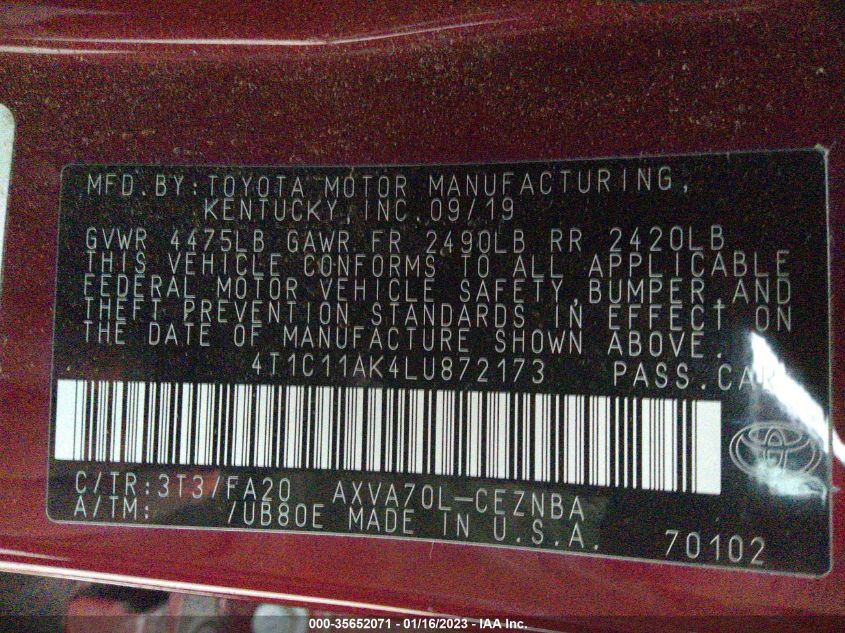 MFD.BY:TOYOTA MOTOR MANUFACTURING,
KENTUCKY,INC.09/19
GVWR 4475LB GAWR FR 2490LB RR 2420LB
THIS VEHICLE CONFORMS TO ALL APPLICABLE
FEDERAL MOTOR VEHICLE SAFETY,BUMPER,AND
THEFT PREVENTION STANDARDS IN EFFECT ON
THE DATE OF MANUFACTURE SHOWN ABOVE.
4T1C11AK4LU872173 PASS.CAR
C/TR:3T3/FA20 AXVA70L-CEZNBA
A/TM: /UB80E MADE IN U.S.A.
70102
000-35652071 - 01/16/2023 - IAA Inc.